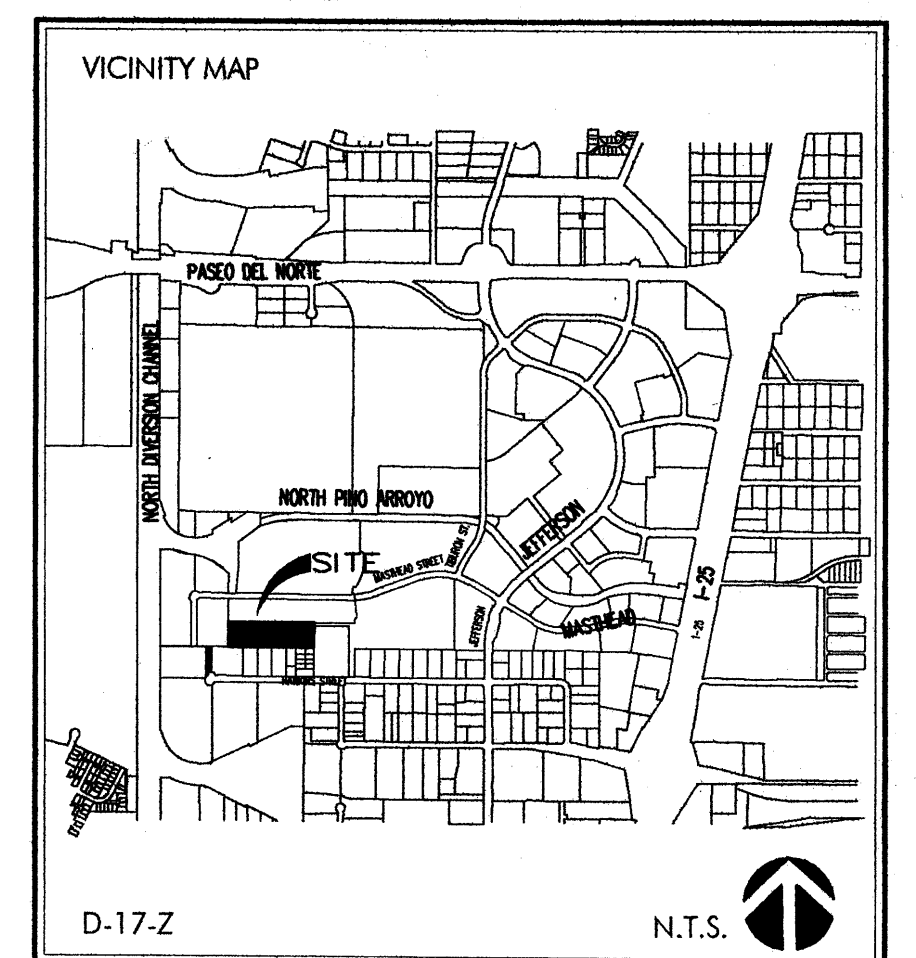 VICINITY MAP
PASEO DEL NORTE
NORTH DIVERSION CHANNEL
NORTH PINO ARROYO
SITE
MASTHEAD STREET
JEFFERSON
I-25
JEFFERSON
MASTHEAD
I-25
D-17-Z
N.T.S.